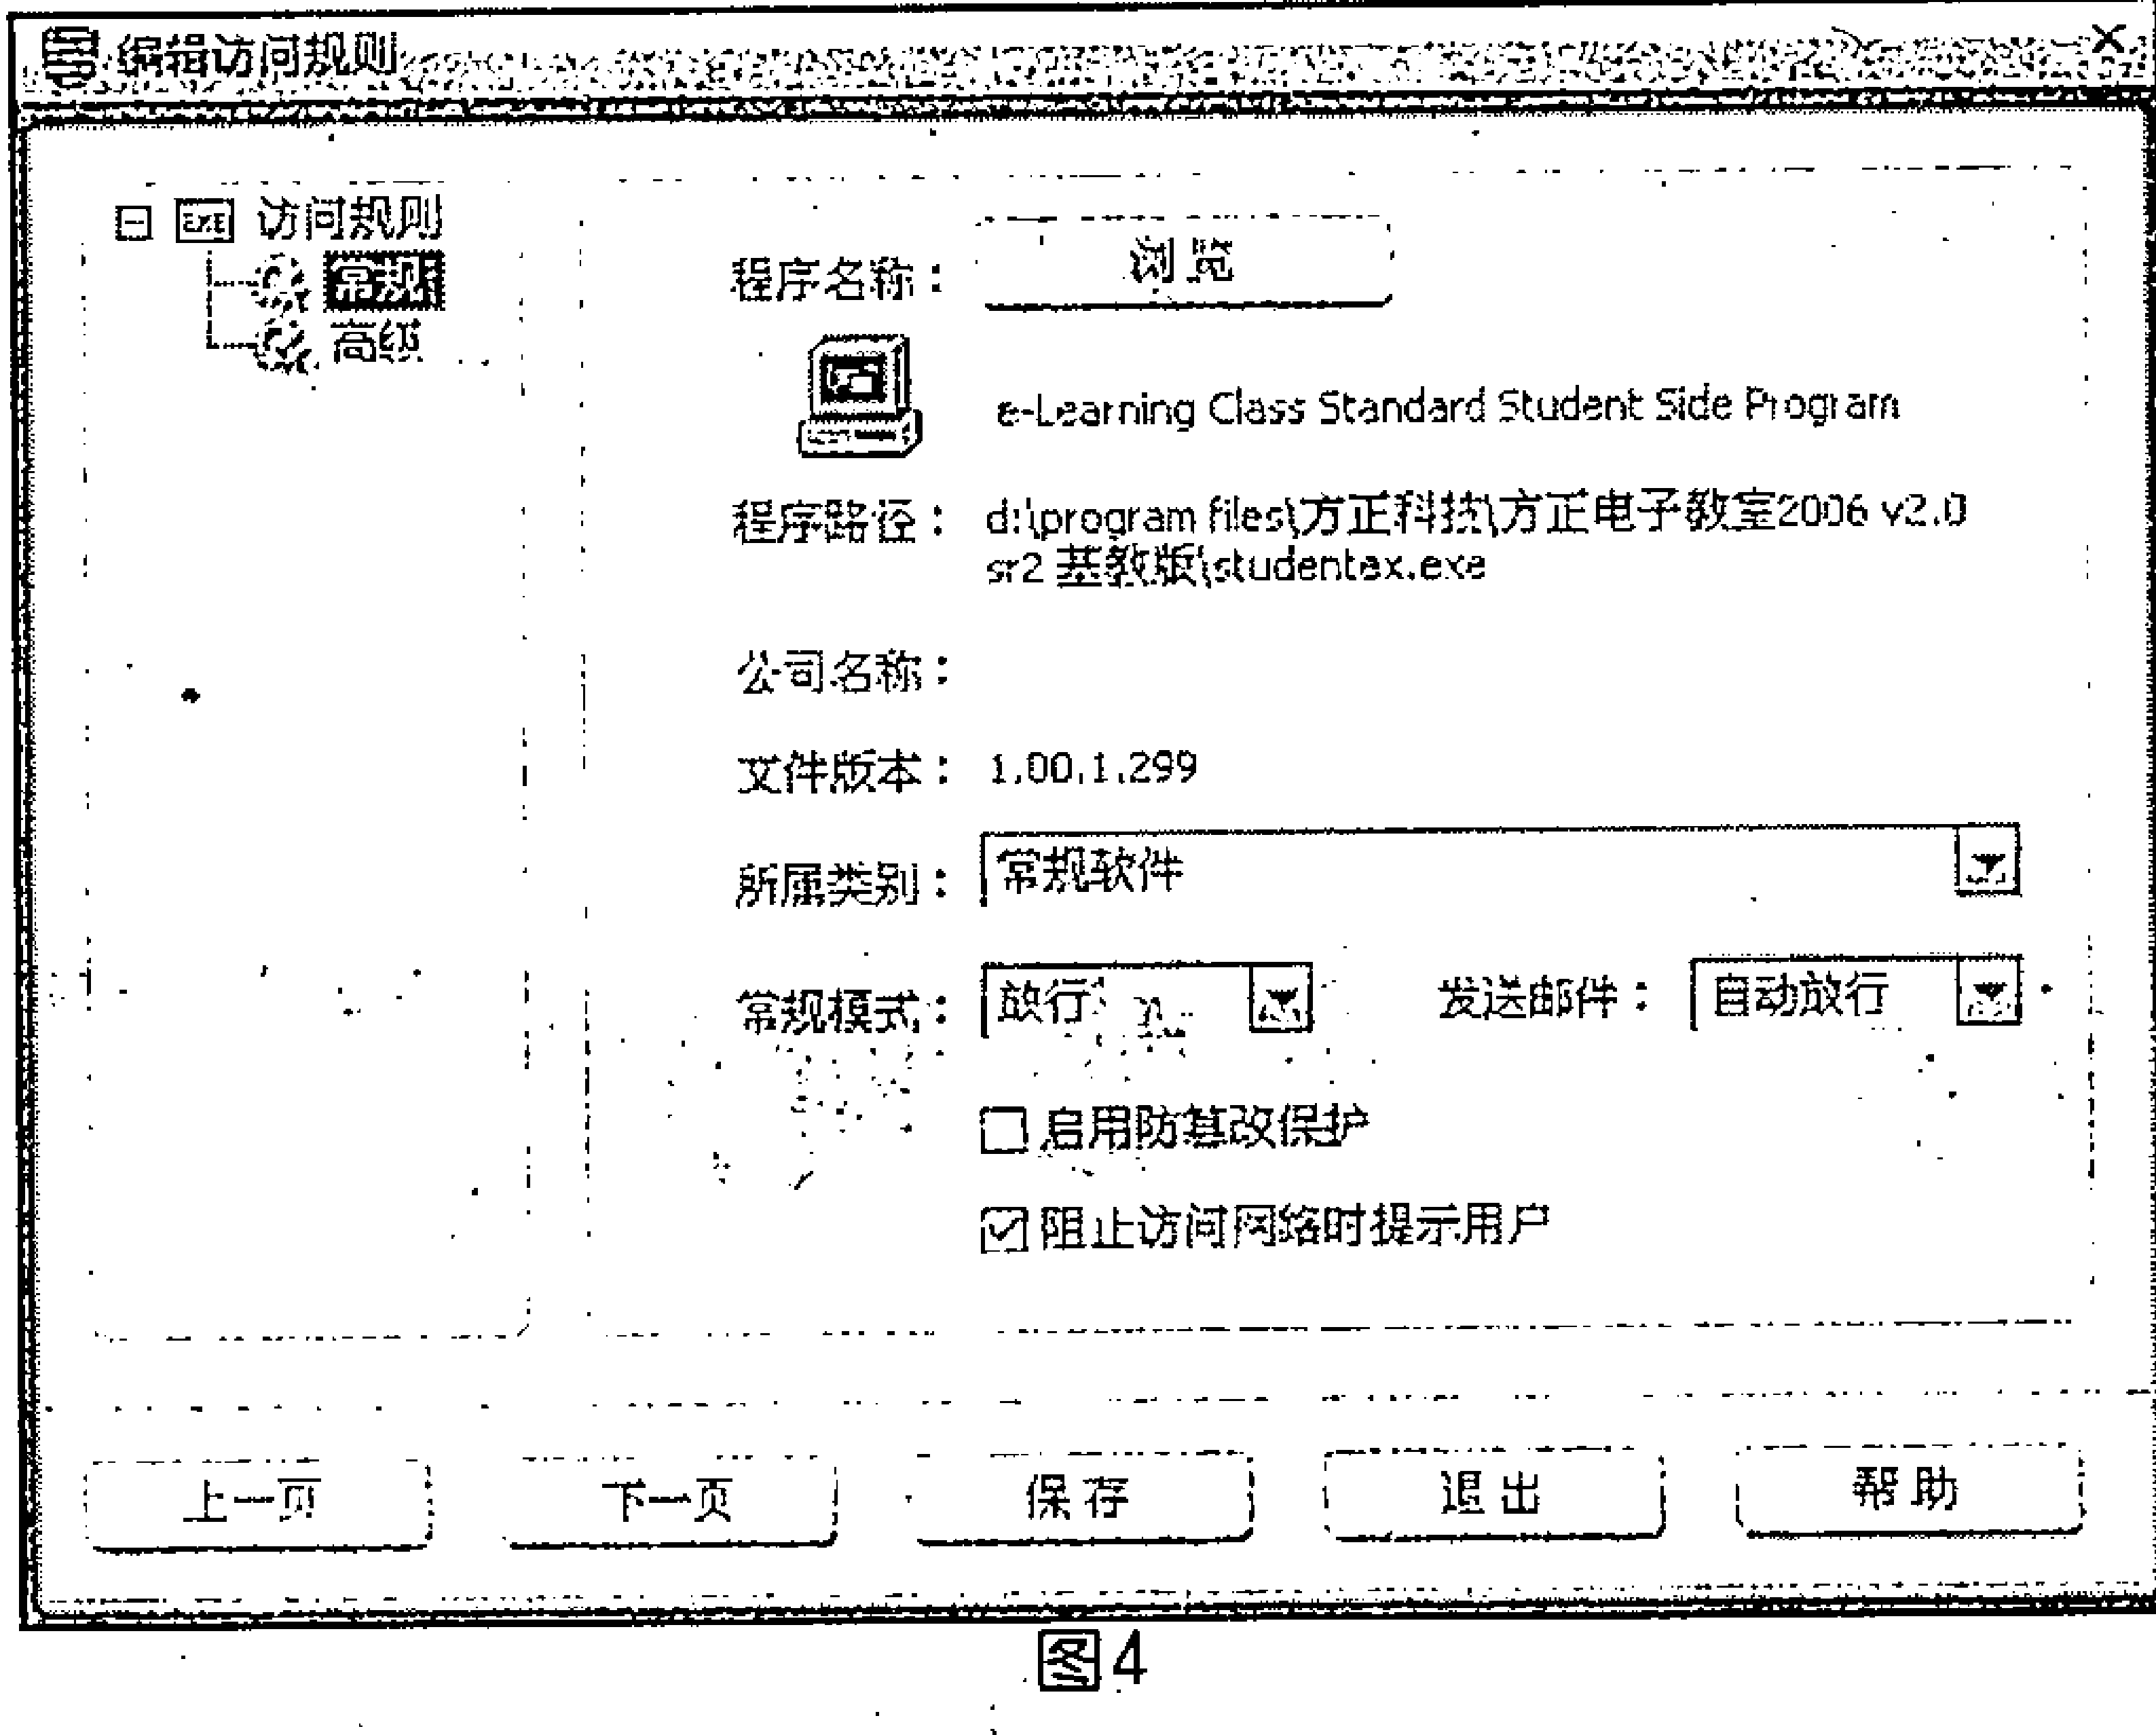 编辑访问规则
EXE 访问规则
常规
高级
程序名称： 浏览
e-Learning Class Standard Student Side Program
程序路径： d:\program files\方正科技\方正电子教室2006 v2.0
sr2 基教版\studentex.exe
公司名称：
文件版本： 1.00.1.299
所属类别： 常规软件
常规模式： 放行 发送邮件： 自动放行
启用防篡改保护
阻止访问网络时提示用户
上一页 下一页 保存 退出 帮助
图4